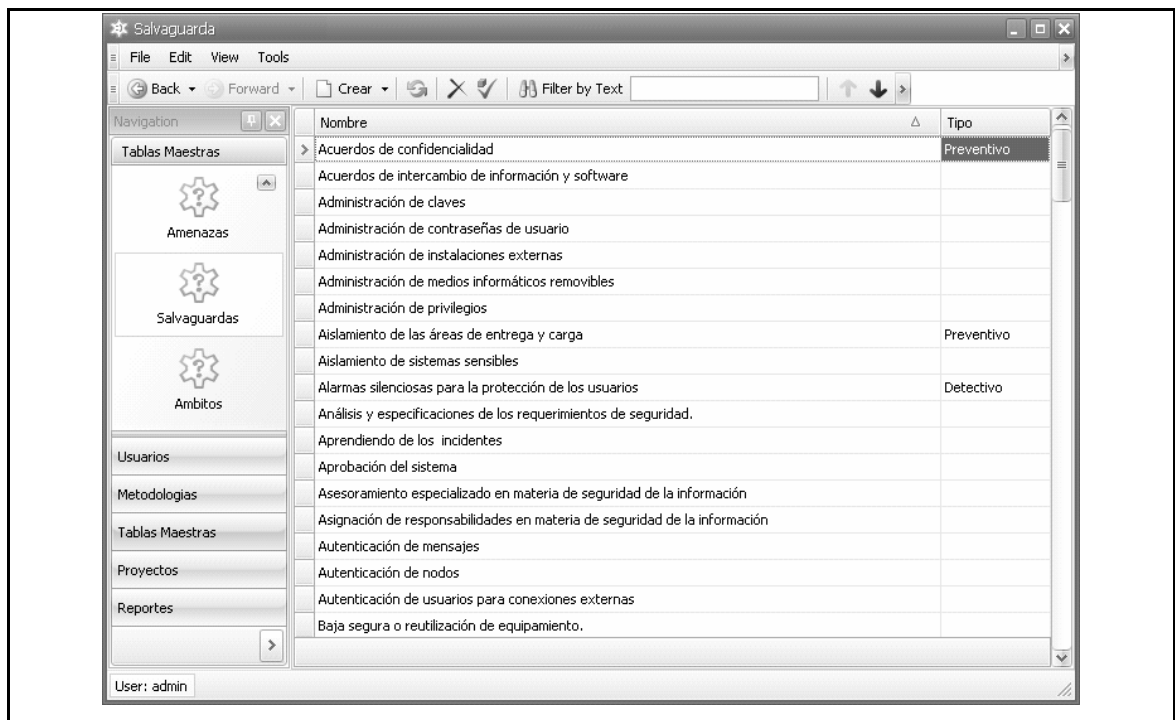 Salvaguarda
File Edit View Tools
Back Forward Crear Filter by Text
Navigation
Tablas Maestras
Amenazas
Salvaguardas
Ambitos
Usuarios
Metodologias
Tablas Maestras
Proyectos
Reportes
Nombre Tipo
Acuerdos de confidencialidad Preventivo
Acuerdos de intercambio de información y software
Administración de claves
Administración de contraseñas de usuario
Administración de instalaciones externas
Administración de medios informáticos removibles
Administración de privilegios
Aislamiento de las áreas de entrega y carga Preventivo
Aislamiento de sistemas sensibles
Alarmas silenciosas para la protección de los usuarios Detectivo
Análisis y especificaciones de los requerimientos de seguridad.
Aprendiendo de los incidentes
Aprobación del sistema
Asesoramiento especializado en materia de seguridad de la información
Asignación de responsabilidades en materia de seguridad de la información
Autenticación de mensajes
Autenticación de nodos
Autenticación de usuarios para conexiones externas
Baja segura o reutilización de equipamiento.
User: admin